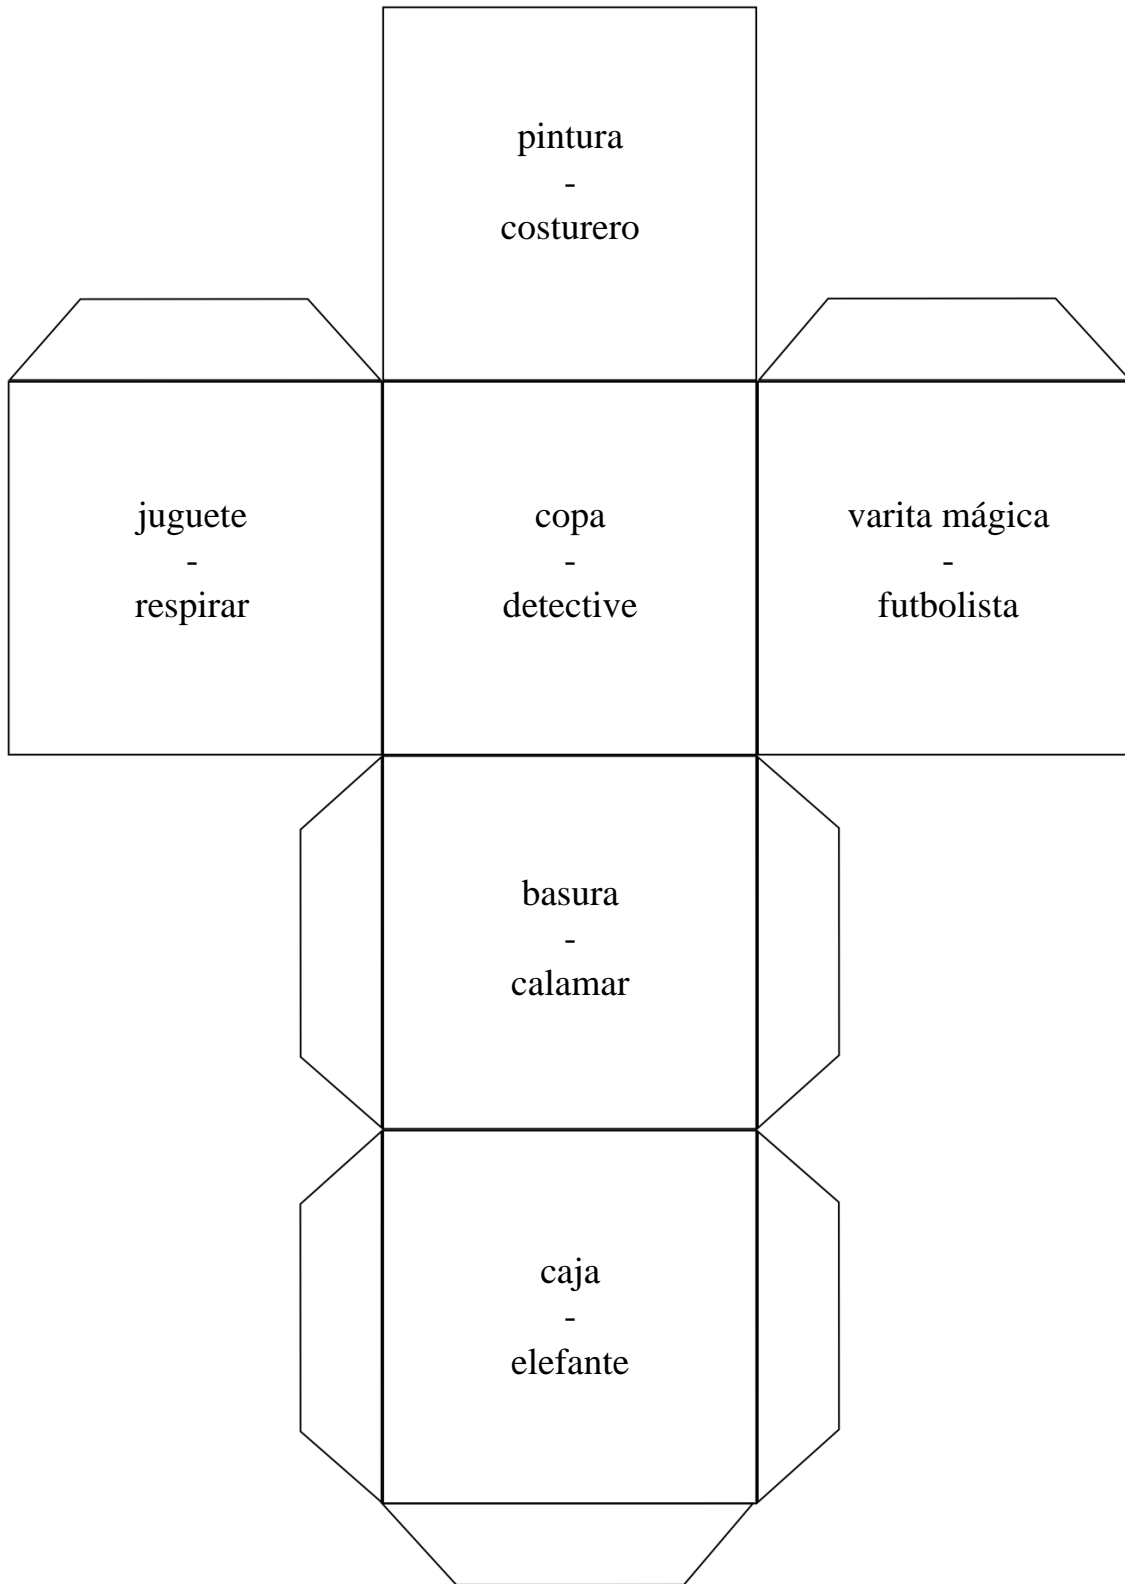 pintura
-
costurero
juguete
-
respirar
copa
-
detective
varita mágica
-
futbolista
basura
-
calamar
caja
-
elefante